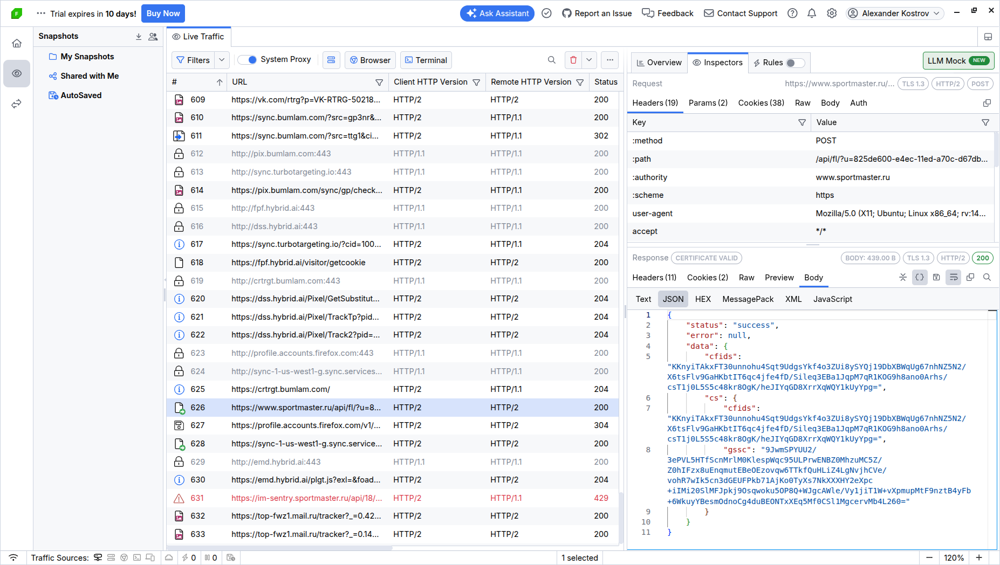 Trial expires in 10 days!
Buy Now
Ask Assistant
Report an Issue
Feedback
Contact Support
Alexander Kostrov
Snapshots
My Snapshots
Shared with Me
AutoSaved
Live Traffic
Filters
System Proxy
Browser
Terminal
# URL Client HTTP Version Remote HTTP Version Status
609 https://vk.com/rtrg?p=VK-RTRG-50218... HTTP/2 HTTP/2 200
610 https://sync.bumlam.com/?src=gp3nr&... HTTP/2 HTTP/1.1 200
611 https://sync.bumlam.com/?src=ttg1&ci... HTTP/2 HTTP/1.1 302
612 http://pix.bumlam.com:443 HTTP/1.1 HTTP/1.1 200
613 http://sync.turbotargeting.io:443 HTTP/1.1 HTTP/1.1 200
614 https://pix.bumlam.com/sync/gp/check... HTTP/2 HTTP/1.1 200
615 http://fpf.hybrid.ai:443 HTTP/1.1 HTTP/1.1 200
616 http://dss.hybrid.ai:443 HTTP/1.1 HTTP/1.1 200
617 https://sync.turbotargeting.io/?cid=100... HTTP/2 HTTP/1.1 204
618 https://fpf.hybrid.ai/visitor/getcookie HTTP/2 HTTP/2 200
619 http://crtrgt.bumlam.com:443 HTTP/1.1 HTTP/1.1 200
620 https://dss.hybrid.ai/Pixel/GetSubstitut... HTTP/2 HTTP/2 204
621 https://dss.hybrid.ai/Pixel/TrackTp?pid... HTTP/2 HTTP/2 204
622 https://dss.hybrid.ai/Pixel/Track2?pid=... HTTP/2 HTTP/2 204
623 http://profile.accounts.firefox.com:443 HTTP/1.1 HTTP/1.1 200
624 http://sync-1-us-west1-g.sync.services... HTTP/1.1 HTTP/1.1 200
625 https://crtrgt.bumlam.com/ HTTP/2 HTTP/1.1 204
626 https://www.sportmaster.ru/api/fl/?u=8... HTTP/2 HTTP/2 200
627 https://profile.accounts.firefox.com/v1/... HTTP/2 HTTP/2 304
628 https://sync-1-us-west1-g.sync.service... HTTP/2 HTTP/2 200
629 http://emd.hybrid.ai:443 HTTP/1.1 HTTP/1.1 200
630 https://emd.hybrid.ai/plgt.js?exl=&foad... HTTP/2 HTTP/2 204
631 https://im-sentry.sportmaster.ru/api/18/... HTTP/2 HTTP/1.1 429
632 https://top-fwz1.mail.ru/tracker?_=0.42... HTTP/2 HTTP/2 200
633 https://top-fwz1.mail.ru/tracker?_=0.14... HTTP/2 HTTP/2 200
Overview
Inspectors
Rules
LLM Mock NEW
Request https://www.sportmaster.ru/... TLS 1.3 HTTP/2 POST
Headers (19) Params (2) Cookies (38) Raw Body Auth
Key Value
:method POST
:path /api/fl/?u=825de600-e4ec-11ed-a70c-d67db...
:authority www.sportmaster.ru
:scheme https
user-agent Mozilla/5.0 (X11; Ubuntu; Linux x86_64; rv:14...
accept */*
Response CERTIFICATE VALID BODY: 439.00 B TLS 1.3 HTTP/2 200
Headers (11) Cookies (2) Raw Preview Body
Text JSON HEX MessagePack XML JavaScript
1 {
2 "status": "success",
3 "error": null,
4 "data": {
5 "cfids":
"KKnyiTAkxFT30unnohu4Sqt9UdgsYkf4o3ZUi8ySYQj19DbXBWqUg67nhNZ5N2/
X6tsFlv9GaHKbtIT6qc4jfe4fD/Sileq3EBa1JqpM7qR1KOG9h8ano0Arhs/
csT1j0L5S5c48kr8OgK/heJIYqGD8XrrXqWQY1kUyYpg=",
6 "cs": {
7 "cfids":
"KKnyiTAkxFT30unnohu4Sqt9UdgsYkf4o3ZUi8ySYQj19DbXBWqUg67nhNZ5N2/
X6tsFlv9GaHKbtIT6qc4jfe4fD/Sileq3EBa1JqpM7qR1KOG9h8ano0Arhs/
csT1j0L5S5c48kr8OgK/heJIYqGD8XrrXqWQY1kUyYpg=",
8 "gssc": "9JwmSPYUU2/
3ePVL5HTfScnMrlM0KlespWqc95ULPrwENBZ0MhzuMC5Z/
Z0hIFzx8uEnqmutEBeOEzovqw6TTkfQuHLiZ4LgNvjhCVe/
vohR7wIk5cn3dGEUFPkb71AjKo0TyXs7NkXXXHY2eXpc
+iIMi20SlMFJpkj9Osqwoku5OP8Q+WJgcAWle/Vy1jiT1W+vXpmupMtF9nztB4yFb
+6WkuyYBesmOdnoCg4duBEONTxXEq5Mf0CSl1MgcervMb4L260="
9 }
10 }
11 }
Traffic Sources:
0
0
1 selected
120%